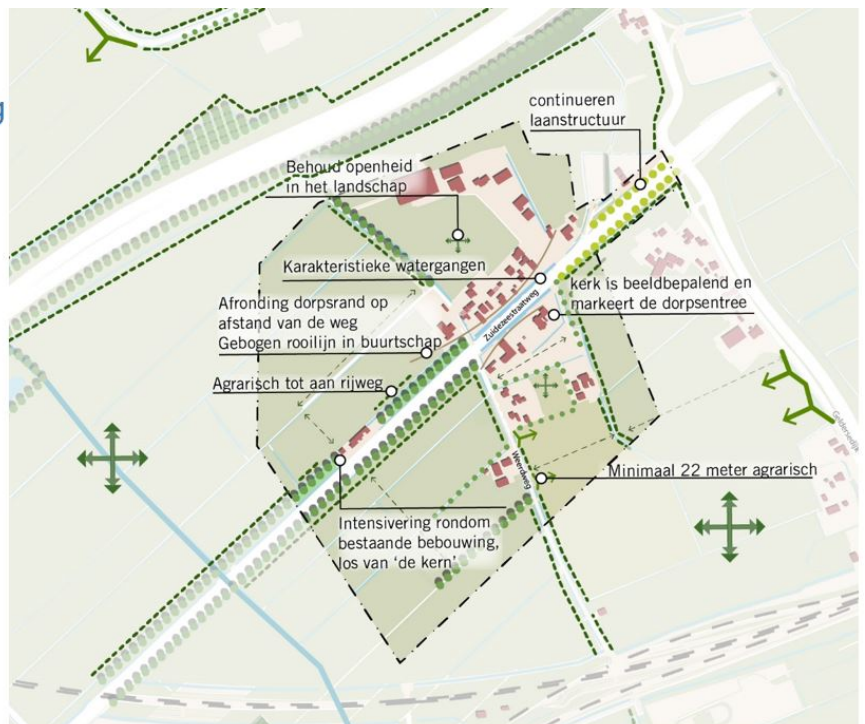 continueren
laanstructuur
Behoud openheid
in het landschap
Karakteristieke watergangen
kerk is beeldbepalend en
markeert de dorpsentree
Zuidezeestraatweg
Afronding dorpsrand op
afstand van de weg
Gebogen rooilijn in buurtschap
Agrarisch tot aan rijweg
Geldersedijk
Weerdweg
Minimaal 22 meter agrarisch
Intensivering rondom
bestaande bebouwing,
los van ‘de kern’